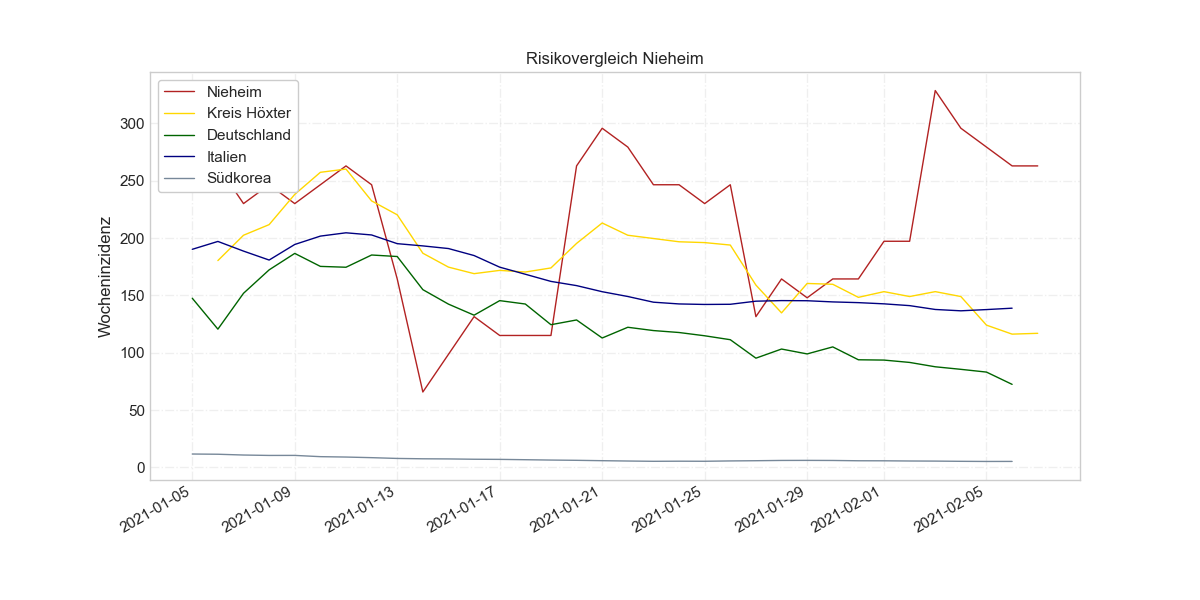 Risikovergleich Nieheim
Nieheim
Kreis Höxter
Deutschland
Italien
Südkorea
Wocheninzidenz
300
250
200
150
100
50
0
2021-01-05
2021-01-09
2021-01-13
2021-01-17
2021-01-21
2021-01-25
2021-01-29
2021-02-01
2021-02-05